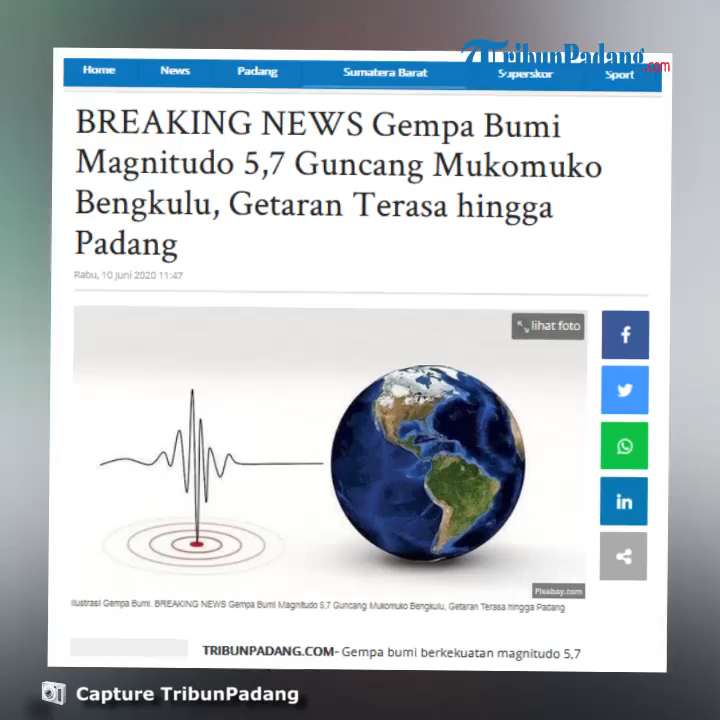 TribunPadang.com
Home News Padang Sumatera Barat Superskor Sport
BREAKING NEWS Gempa Bumi
Magnitudo 5,7 Guncang Mukomuko
Bengkulu, Getaran Terasa hingga
Padang
Rabu, 10 Juni 2020 11:47
lihat foto
Pixabay.com
Ilustrasi Gempa Bumi. BREAKING NEWS Gempa Bumi Magnitudo 5,7 Guncang Mukomuko Bengkulu, Getaran Terasa hingga Padang
TRIBUNPADANG.COM- Gempa bumi berkekuatan magnitudo 5,7
Capture TribunPadang